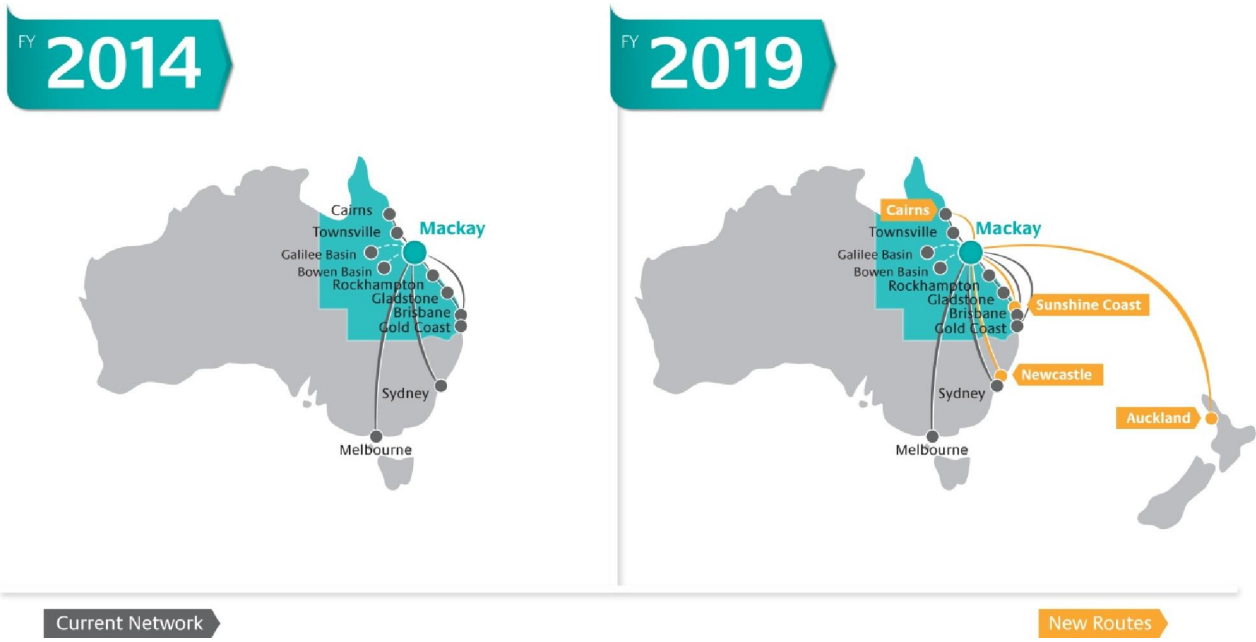 FY 2014
Cairns
Mackay
Townsville
Galilee Basin
Bowen Basin
Rockhampton
Gladstone
Brisbane
Gold Coast
Sydney
Melbourne
FY 2019
Cairns
Mackay
Townsville
Galilee Basin
Bowen Basin
Rockhampton
Gladstone
Sunshine Coast
Brisbane
Gold Coast
Newcastle
Sydney
Auckland
Melbourne
Current Network
New Routes